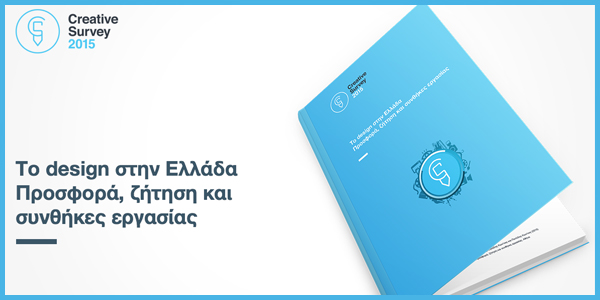 Creative
Survey
2015
Το design στην Ελλάδα
Προσφορά, ζήτηση και
συνθήκες εργασίας
Creative
Survey
2015
Το design στην Ελλάδα
Προσφορά, ζήτηση και συνθήκες εργασίας